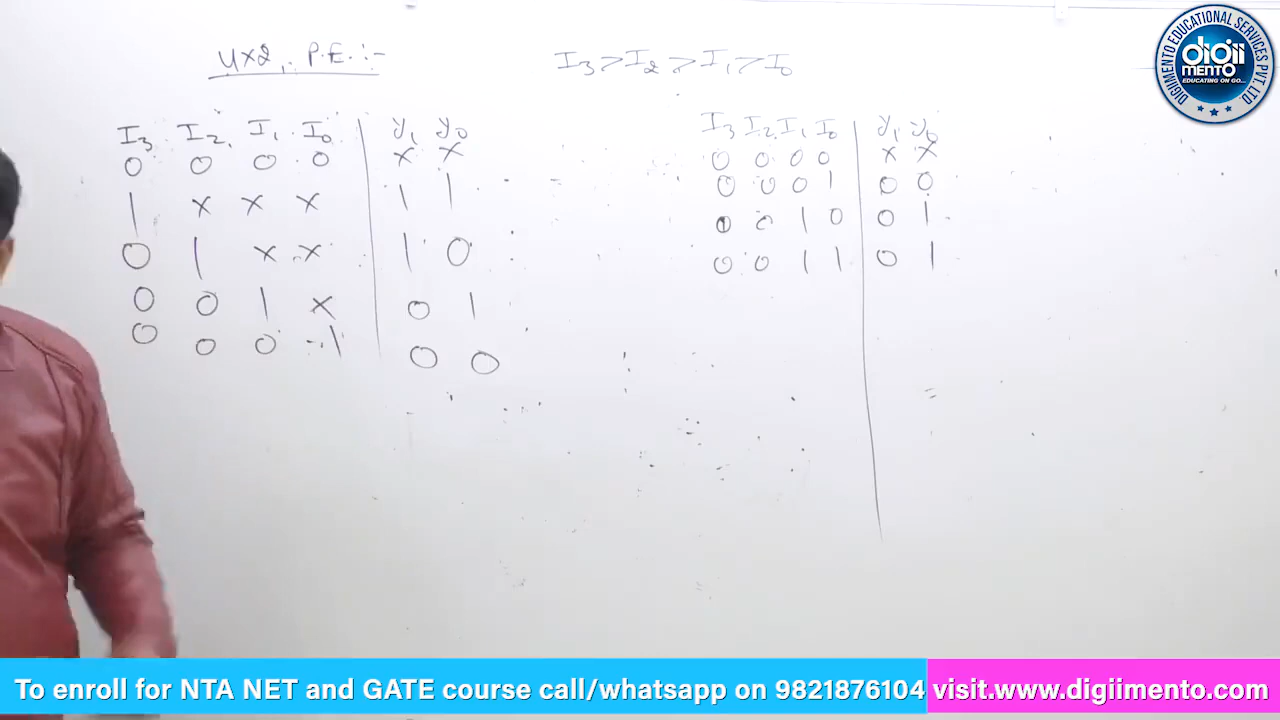 4×2, P.E.:-
I3 > I2 > I1 > I0
I3 I2 I1 I0 y1 y0
0 0 0 0 x x
1 x x x 1 1
0 1 x x 1 0
0 0 1 x 0 1
0 0 0 1 0 0
I3 I2 I1 I0 y1 y0
0 0 0 0 x x
0 0 0 1 0 0
0 0 1 0 0 1
0 0 1 1 0 1
DIGIIMENTO EDUCATIONAL SERVICES PVT. LTD
digii
MENTO
EDUCATING ON GO...
To enroll for NTA NET and GATE course call/whatsapp on 9821876104 visit.www.digiimento.com